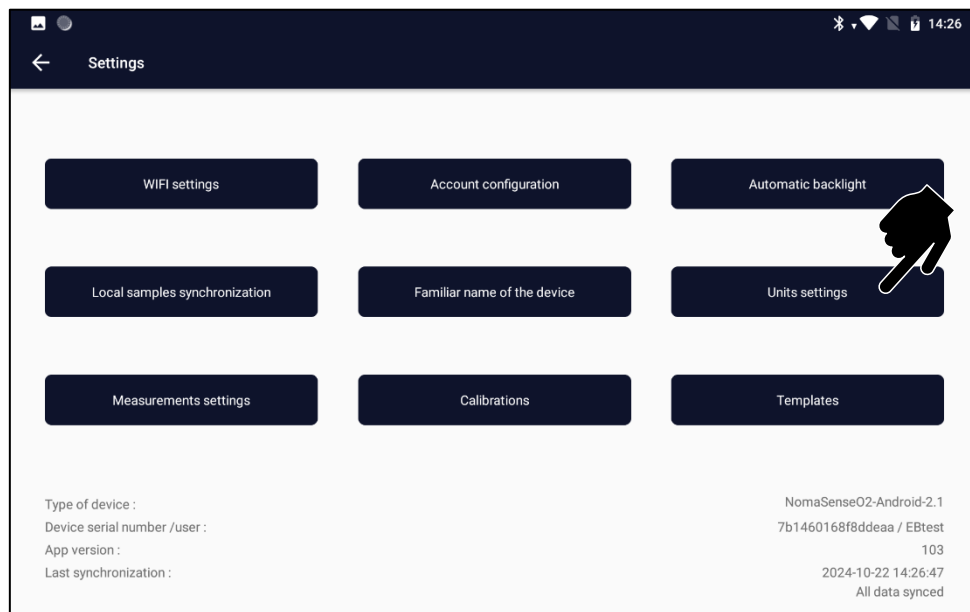 14:26
Settings
WIFI settings
Account configuration
Automatic backlight
Local samples synchronization
Familiar name of the device
Units settings
Measurements settings
Calibrations
Templates
Type of device : NomaSenseO2-Android-2.1
Device serial number /user : 7b1460168f8ddeaa / EBtest
App version : 103
Last synchronization : 2024-10-22 14:26:47
All data synced